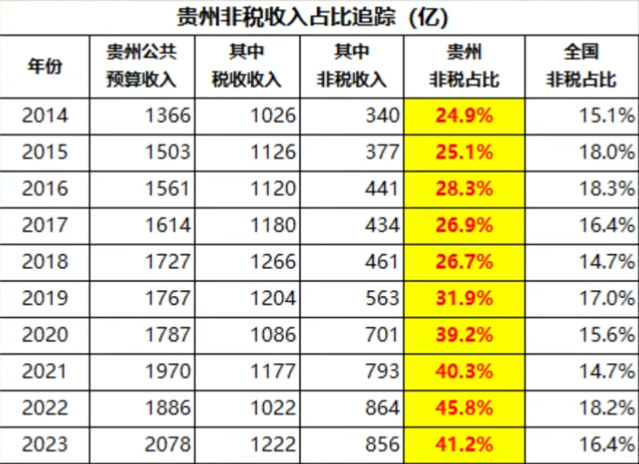 贵州非税收入占比追踪（亿）
年份 贵州公共预算收入 其中税收收入 其中非税收入 贵州非税占比 全国非税占比
2014 1366 1026 340 24.9% 15.1%
2015 1503 1126 377 25.1% 18.0%
2016 1561 1120 441 28.3% 18.3%
2017 1614 1180 434 26.9% 16.4%
2018 1727 1266 461 26.7% 14.7%
2019 1767 1204 563 31.9% 17.0%
2020 1787 1086 701 39.2% 15.6%
2021 1970 1177 793 40.3% 14.7%
2022 1886 1022 864 45.8% 18.2%
2023 2078 1222 856 41.2% 16.4%